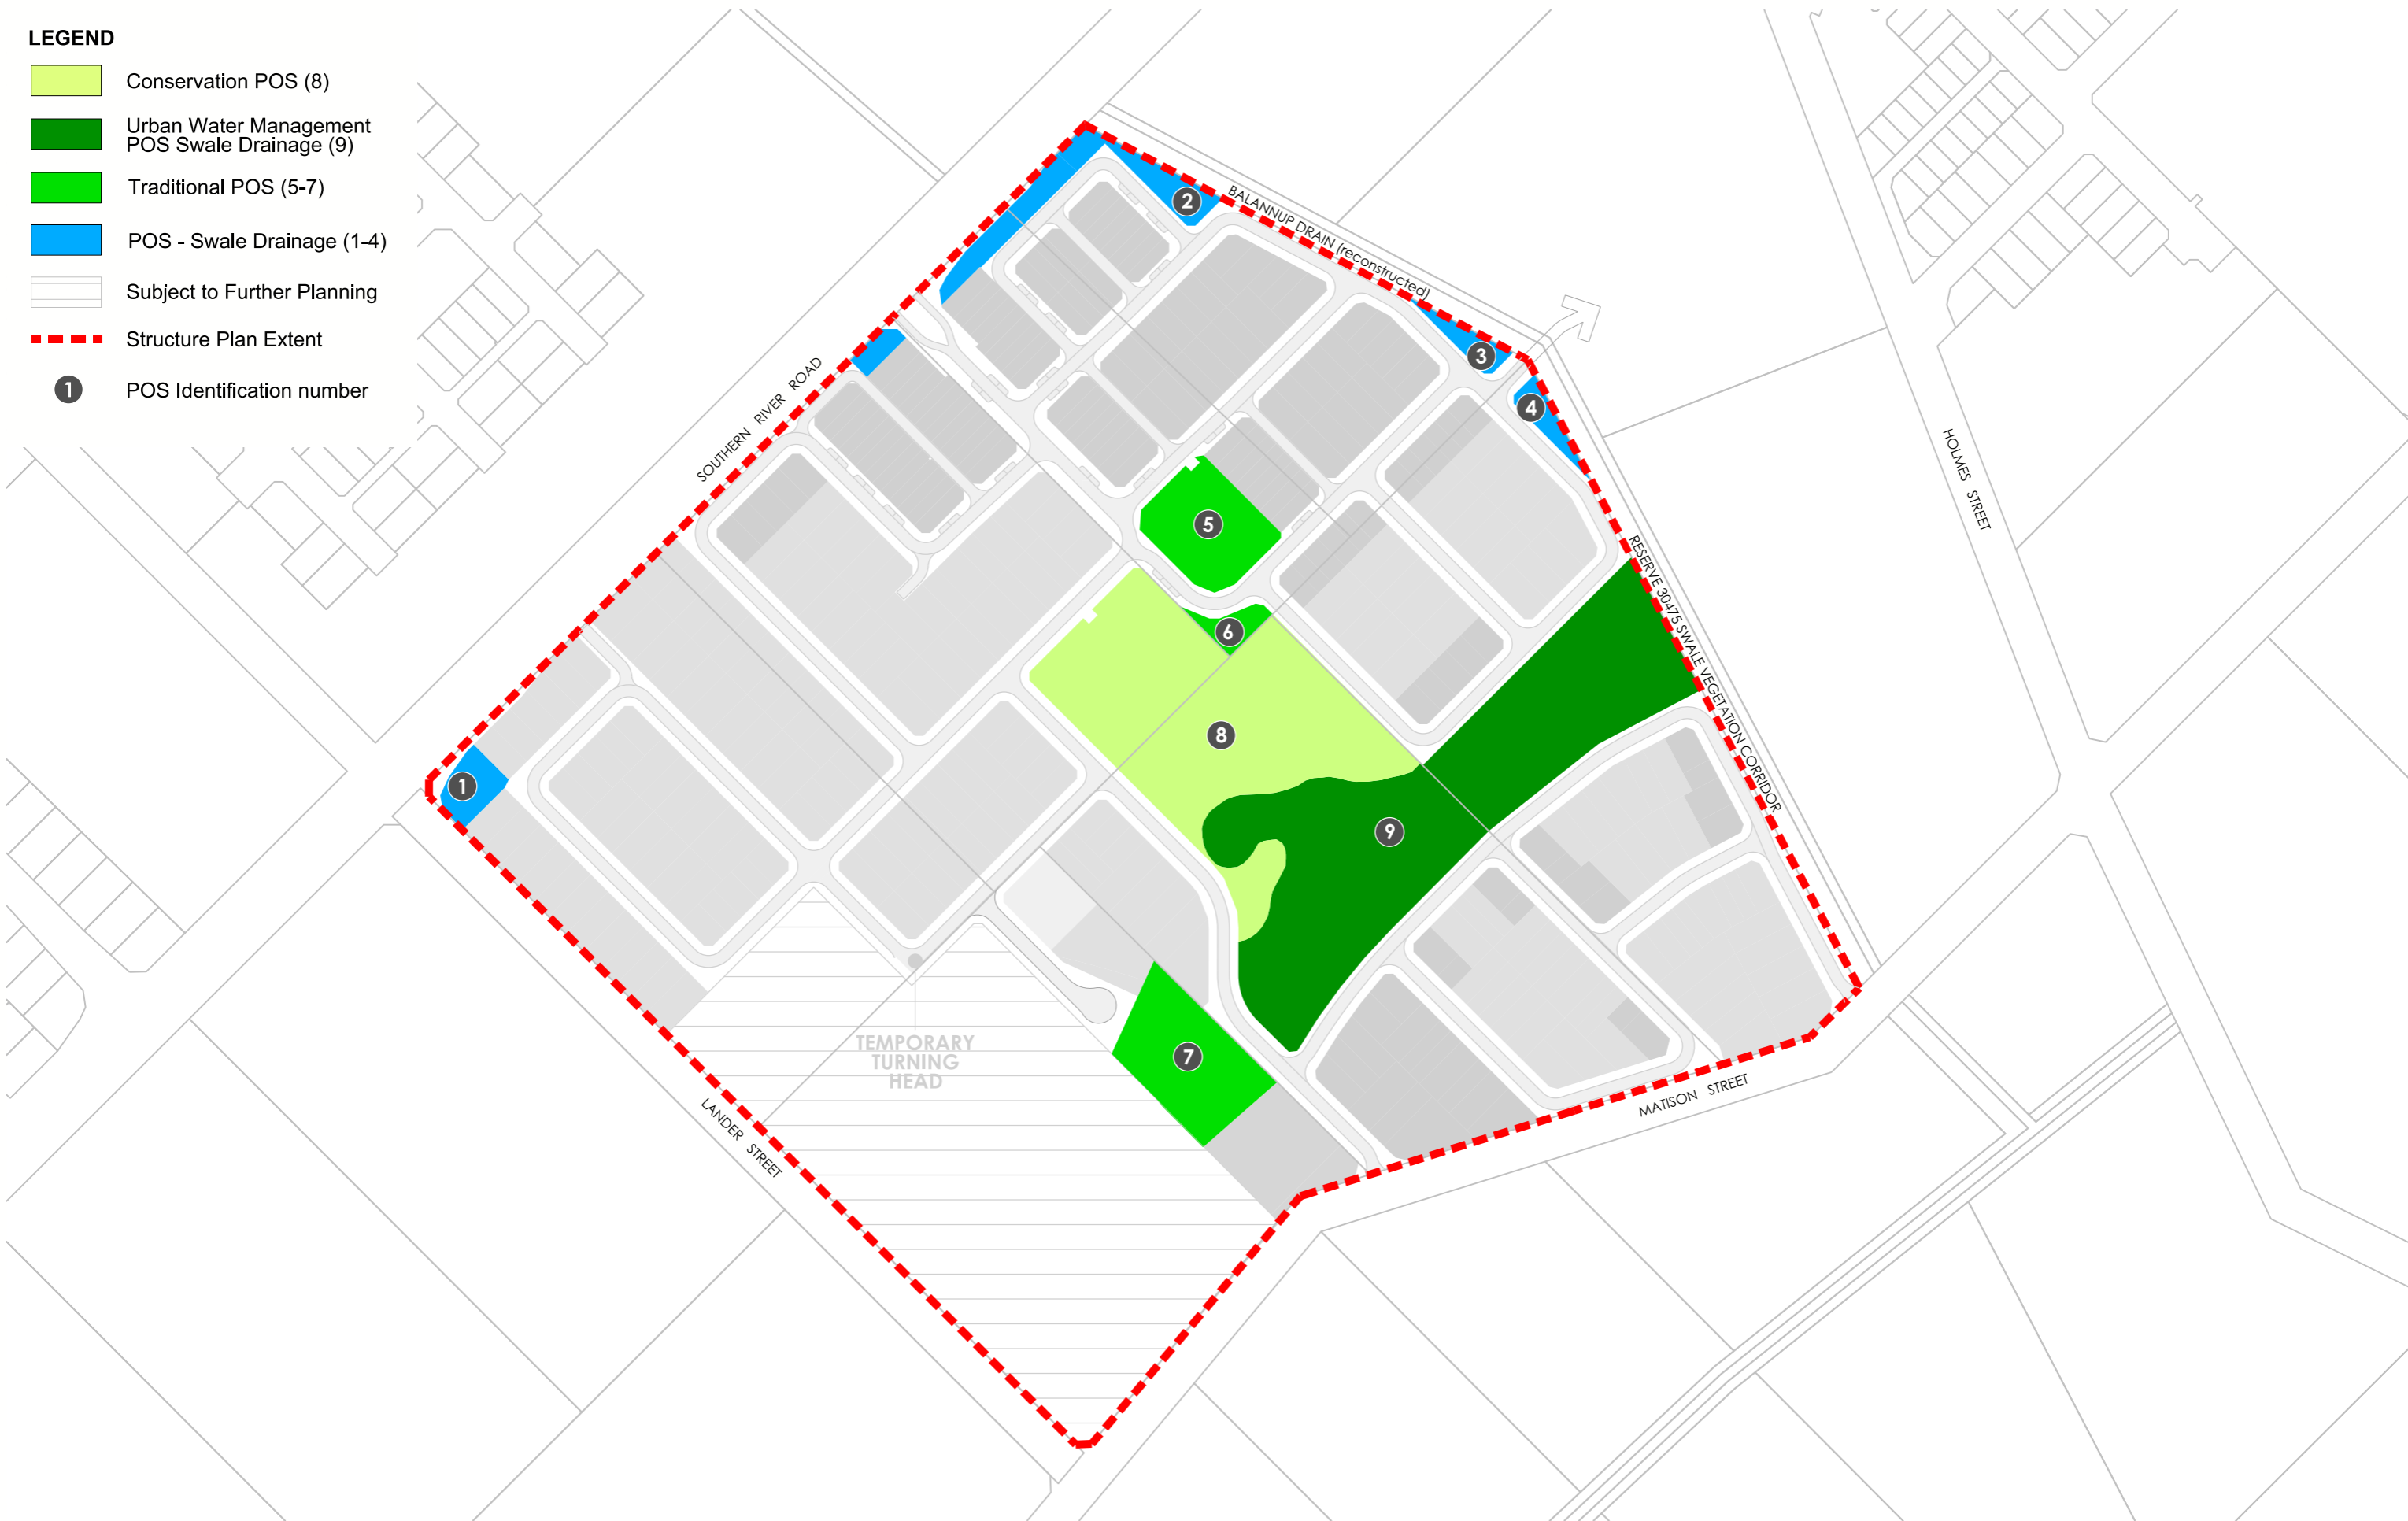 LEGEND
Conservation POS (8)
Urban Water Management
POS Swale Drainage (9)
Traditional POS (5-7)
POS - Swale Drainage (1-4)
Subject to Further Planning
Structure Plan Extent
1 POS Identification number
2
BALANNUP DRAIN (reconstructed)
3
4
SOUTHERN RIVER ROAD
HOLMES STREET
5
RESERVE 30475 SWALE VEGETATION CORRIDOR
6
8
1
9
TEMPORARY
TURNING
HEAD
7
LANDER STREET
MATISON STREET